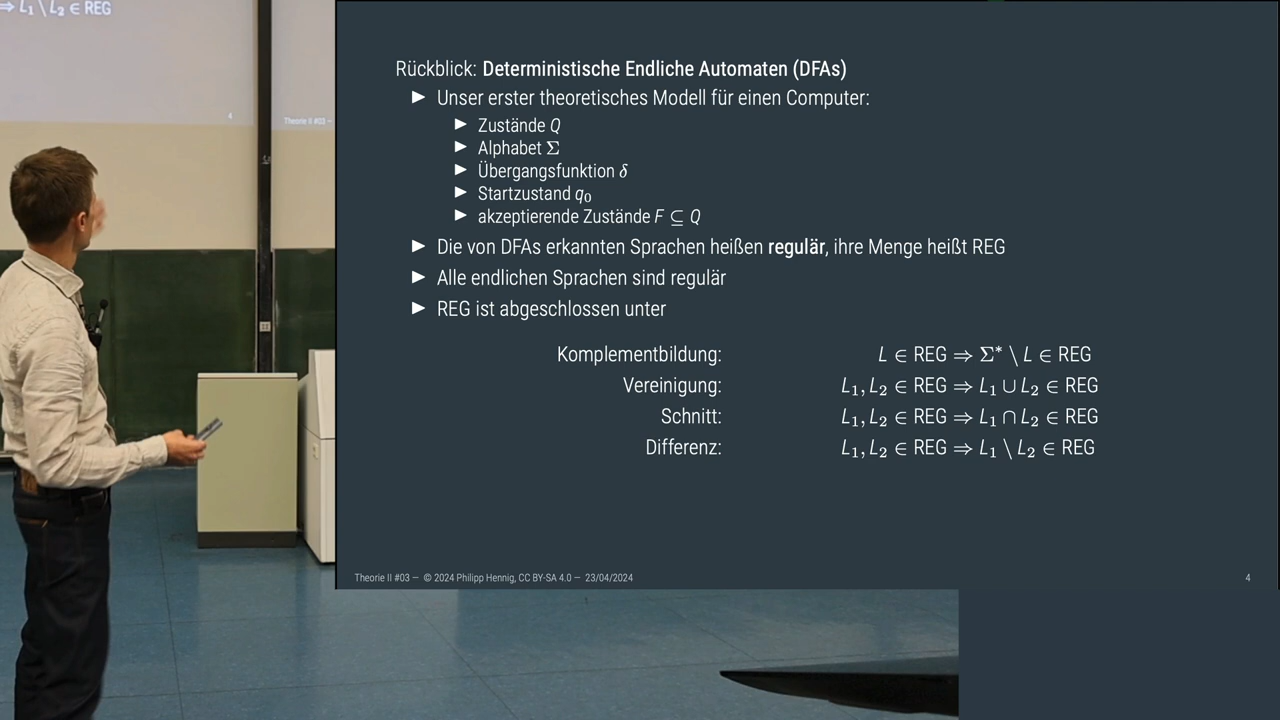 ⇒ L₁ \ L₂ ∈ REG
4
Theorie II #03 –
Rückblick: Deterministische Endliche Automaten (DFAs)
▶ Unser erster theoretisches Modell für einen Computer:
▶ Zustände Q
▶ Alphabet Σ
▶ Übergangsfunktion δ
▶ Startzustand q₀
▶ akzeptierende Zustände F ⊆ Q
▶ Die von DFAs erkannten Sprachen heißen regulär, ihre Menge heißt REG
▶ Alle endlichen Sprachen sind regulär
▶ REG ist abgeschlossen unter
Komplementbildung: L ∈ REG ⇒ Σ* \ L ∈ REG
Vereinigung: L₁, L₂ ∈ REG ⇒ L₁ ∪ L₂ ∈ REG
Schnitt: L₁, L₂ ∈ REG ⇒ L₁ ∩ L₂ ∈ REG
Differenz: L₁, L₂ ∈ REG ⇒ L₁ \ L₂ ∈ REG
Theorie II #03 – © 2024 Philipp Hennig, CC BY-SA 4.0 – 23/04/2024
4